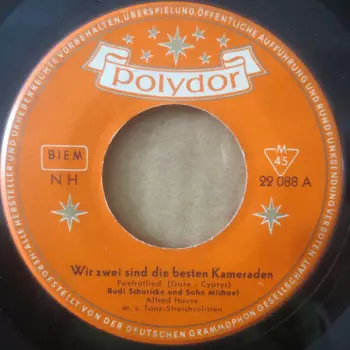 ALLE HERSTELLER- UND URHEBERRECHTE VORBEHALTEN, ÜBERSPIELUNG, ÖFFENTLICHE AUFFÜHRUNG UND RUNDFUNKSENDUNG VERBOTEN
Polydor
BIEM
NH
M
45
22 088 A
Wir zwei sind die besten Kameraden
Foxtrotlied (Gaze - Cyprys)
Rudi Schuricke und Sohn Michael
Alfred Hause
m. s. Tanz-Streichsolisten
HERGESTELLT VON DER DEUTSCHEN GRAMMOPHON GESELLSCHAFT